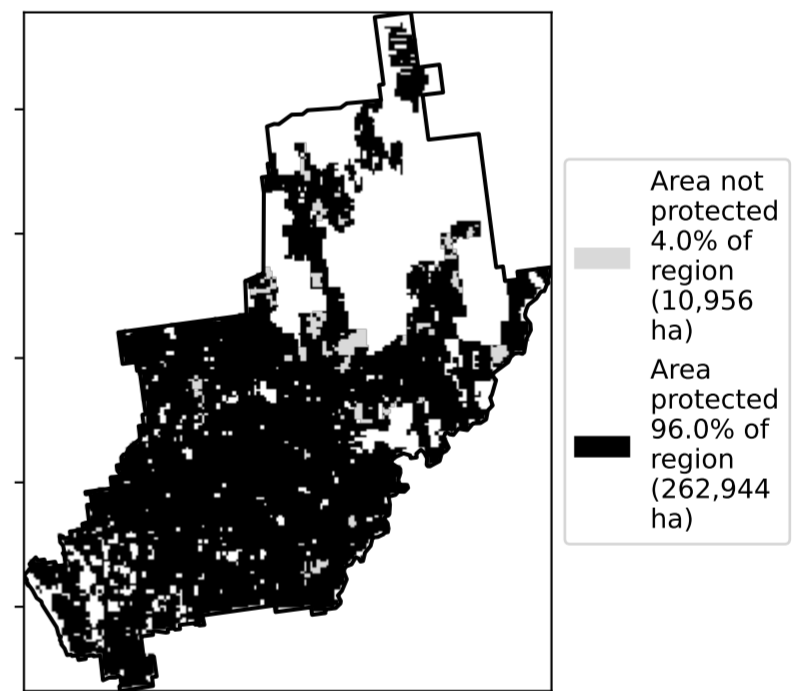 Area not
protected
4.0% of
region
(10,956
ha)
Area
protected
96.0% of
region
(262,944
ha)